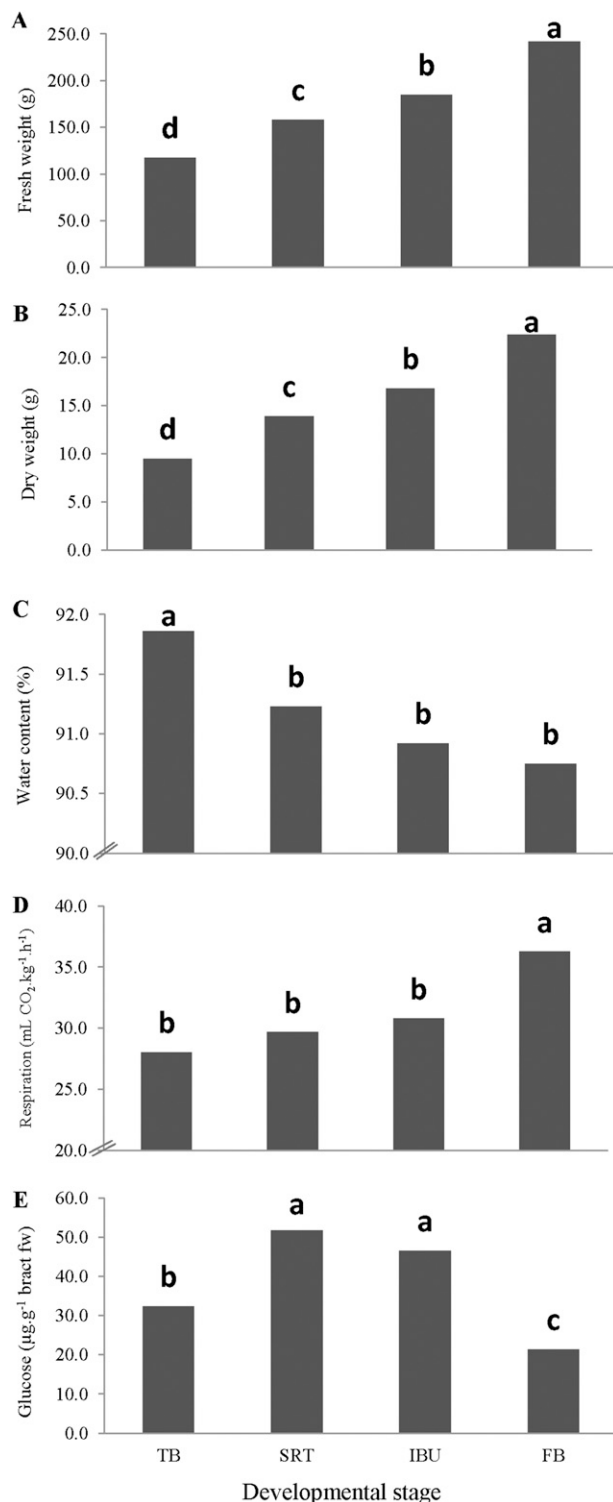 A
Fresh weight (g)
250.0
200.0
150.0
100.0
50.0
0.0
d
c
b
a
B
Dry weight (g)
25.0
20.0
15.0
10.0
5.0
0.0
d
c
b
a
C
Water content (%)
92.0
91.5
91.0
90.5
90.0
a
b
b
b
D
Respiration (mL CO₂.kg⁻¹.h⁻¹)
40.0
35.0
30.0
25.0
20.0
b
b
b
a
E
Glucose (µg.g⁻¹ bract fw)
60.0
50.0
40.0
30.0
20.0
10.0
0.0
b
a
a
c
TB SRT IBU FB
Developmental stage